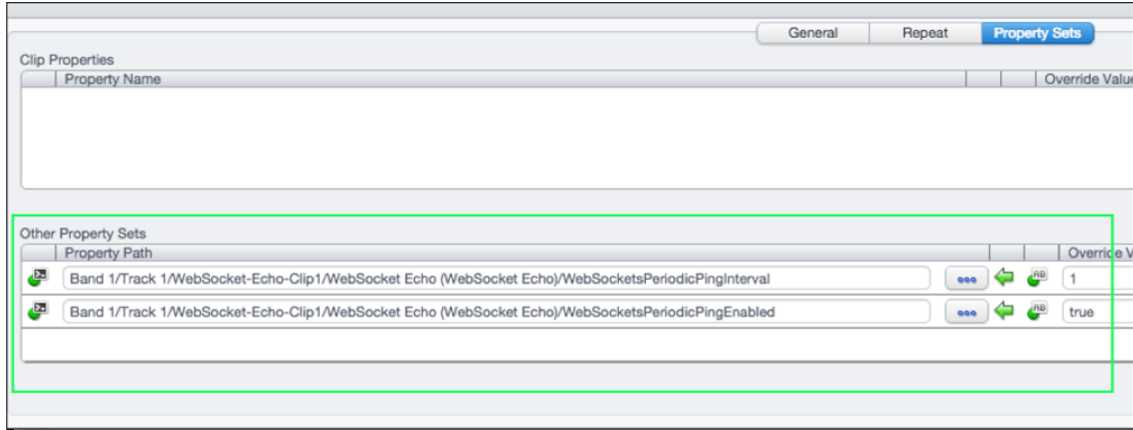 General Repeat Property Sets
Clip Properties
Property Name Override Value
Other Property Sets
Property Path Override V
Band 1/Track 1/WebSocket-Echo-Clip1/WebSocket Echo (WebSocket Echo)/WebSocketsPeriodicPingInterval 1
Band 1/Track 1/WebSocket-Echo-Clip1/WebSocket Echo (WebSocket Echo)/WebSocketsPeriodicPingEnabled true